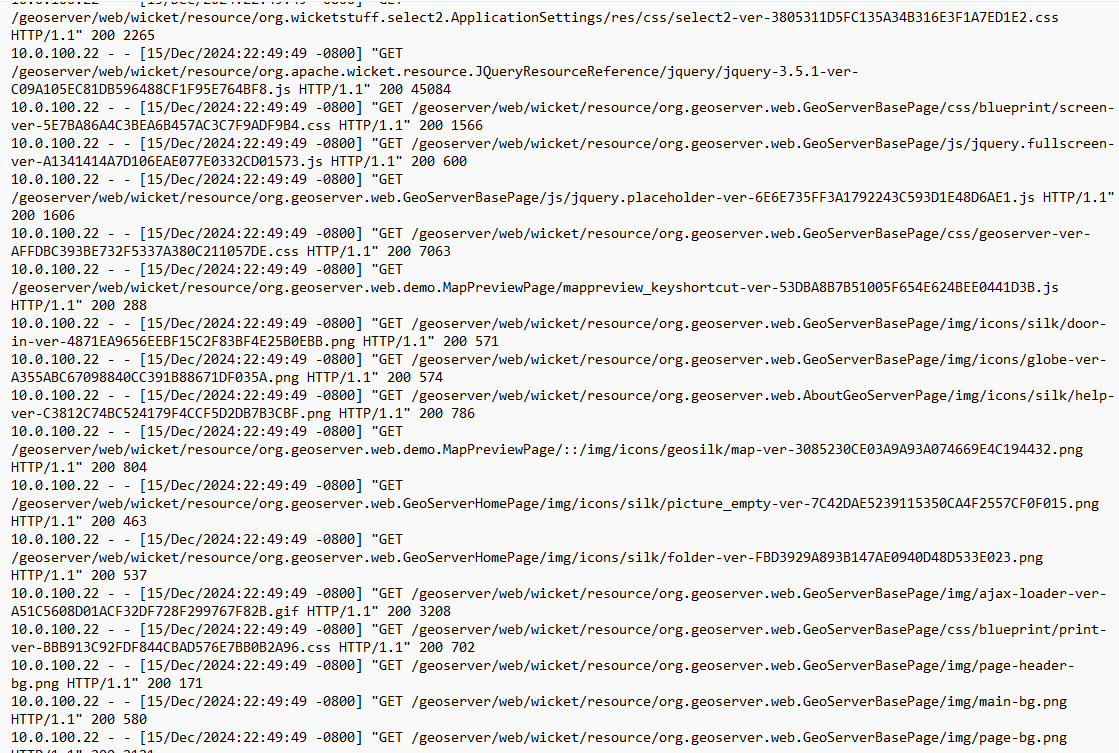 /geoserver/web/wicket/resource/org.wicketstuff.select2.ApplicationSettings/res/css/select2-ver-3805311D5FC135A34B316E3F1A7ED1E2.css
HTTP/1.1" 200 2265
10.0.100.22 - - [15/Dec/2024:22:49:49 -0800] "GET
/geoserver/web/wicket/resource/org.apache.wicket.resource.JQueryResourceReference/jquery/jquery-3.5.1-ver-
C09A105EC81DB596488CF1F95E764BF8.js HTTP/1.1" 200 45084
10.0.100.22 - - [15/Dec/2024:22:49:49 -0800] "GET /geoserver/web/wicket/resource/org.geoserver.web.GeoServerBasePage/css/blueprint/screen-
ver-5E7BA86A4C3BEA6B457AC3C7F9ADF9B4.css HTTP/1.1" 200 1566
10.0.100.22 - - [15/Dec/2024:22:49:49 -0800] "GET /geoserver/web/wicket/resource/org.geoserver.web.GeoServerBasePage/js/jquery.fullscreen-
ver-A1341414A7D106EAE077E0332CD01573.js HTTP/1.1" 200 600
10.0.100.22 - - [15/Dec/2024:22:49:49 -0800] "GET
/geoserver/web/wicket/resource/org.geoserver.web.GeoServerBasePage/js/jquery.placeholder-ver-6E6E735FF3A1792243C593D1E48D6AE1.js HTTP/1.1"
200 1606
10.0.100.22 - - [15/Dec/2024:22:49:49 -0800] "GET /geoserver/web/wicket/resource/org.geoserver.web.GeoServerBasePage/css/geoserver-ver-
AFFDBC393BE732F5337A380C211057DE.css HTTP/1.1" 200 7063
10.0.100.22 - - [15/Dec/2024:22:49:49 -0800] "GET
/geoserver/web/wicket/resource/org.geoserver.web.demo.MapPreviewPage/mappreview_keyshortcut-ver-53DBA8B7B51005F654E624BEE0441D3B.js
HTTP/1.1" 200 288
10.0.100.22 - - [15/Dec/2024:22:49:49 -0800] "GET /geoserver/web/wicket/resource/org.geoserver.web.GeoServerBasePage/img/icons/silk/door-
in-ver-4871EA9656EEBF15C2F83BF4E25B0EBB.png HTTP/1.1" 200 571
10.0.100.22 - - [15/Dec/2024:22:49:49 -0800] "GET /geoserver/web/wicket/resource/org.geoserver.web.GeoServerBasePage/img/icons/globe-ver-
A355ABC67098840CC391B88671DF035A.png HTTP/1.1" 200 574
10.0.100.22 - - [15/Dec/2024:22:49:49 -0800] "GET /geoserver/web/wicket/resource/org.geoserver.web.AboutGeoServerPage/img/icons/silk/help-
ver-C3812C74BC524179F4CCF5D2DB7B3CBF.png HTTP/1.1" 200 786
10.0.100.22 - - [15/Dec/2024:22:49:49 -0800] "GET
/geoserver/web/wicket/resource/org.geoserver.web.demo.MapPreviewPage/::/img/icons/geosilk/map-ver-3085230CE03A9A93A074669E4C194432.png
HTTP/1.1" 200 804
10.0.100.22 - - [15/Dec/2024:22:49:49 -0800] "GET
/geoserver/web/wicket/resource/org.geoserver.web.GeoServerHomePage/img/icons/silk/picture_empty-ver-7C42DAE5239115350CA4F2557CF0F015.png
HTTP/1.1" 200 463
10.0.100.22 - - [15/Dec/2024:22:49:49 -0800] "GET
/geoserver/web/wicket/resource/org.geoserver.web.GeoServerHomePage/img/icons/silk/folder-ver-FBD3929A893B147AE0940D48D533E023.png
HTTP/1.1" 200 537
10.0.100.22 - - [15/Dec/2024:22:49:49 -0800] "GET /geoserver/web/wicket/resource/org.geoserver.web.GeoServerBasePage/img/ajax-loader-ver-
A51C5608D01ACF32DF728F299767F82B.gif HTTP/1.1" 200 3208
10.0.100.22 - - [15/Dec/2024:22:49:49 -0800] "GET /geoserver/web/wicket/resource/org.geoserver.web.GeoServerBasePage/css/blueprint/print-
ver-BBB913C92FDF844CBAD576E7BB0B2A96.css HTTP/1.1" 200 702
10.0.100.22 - - [15/Dec/2024:22:49:49 -0800] "GET /geoserver/web/wicket/resource/org.geoserver.web.GeoServerBasePage/img/page-header-
bg.png HTTP/1.1" 200 171
10.0.100.22 - - [15/Dec/2024:22:49:49 -0800] "GET /geoserver/web/wicket/resource/org.geoserver.web.GeoServerBasePage/img/main-bg.png
HTTP/1.1" 200 580
10.0.100.22 - - [15/Dec/2024:22:49:49 -0800] "GET /geoserver/web/wicket/resource/org.geoserver.web.GeoServerBasePage/img/page-bg.png